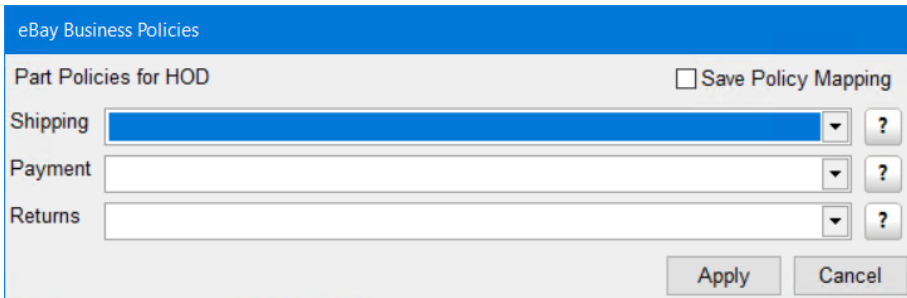 eBay Business Policies
Part Policies for HOD Save Policy Mapping
Shipping ?
Payment ?
Returns ?
Apply Cancel